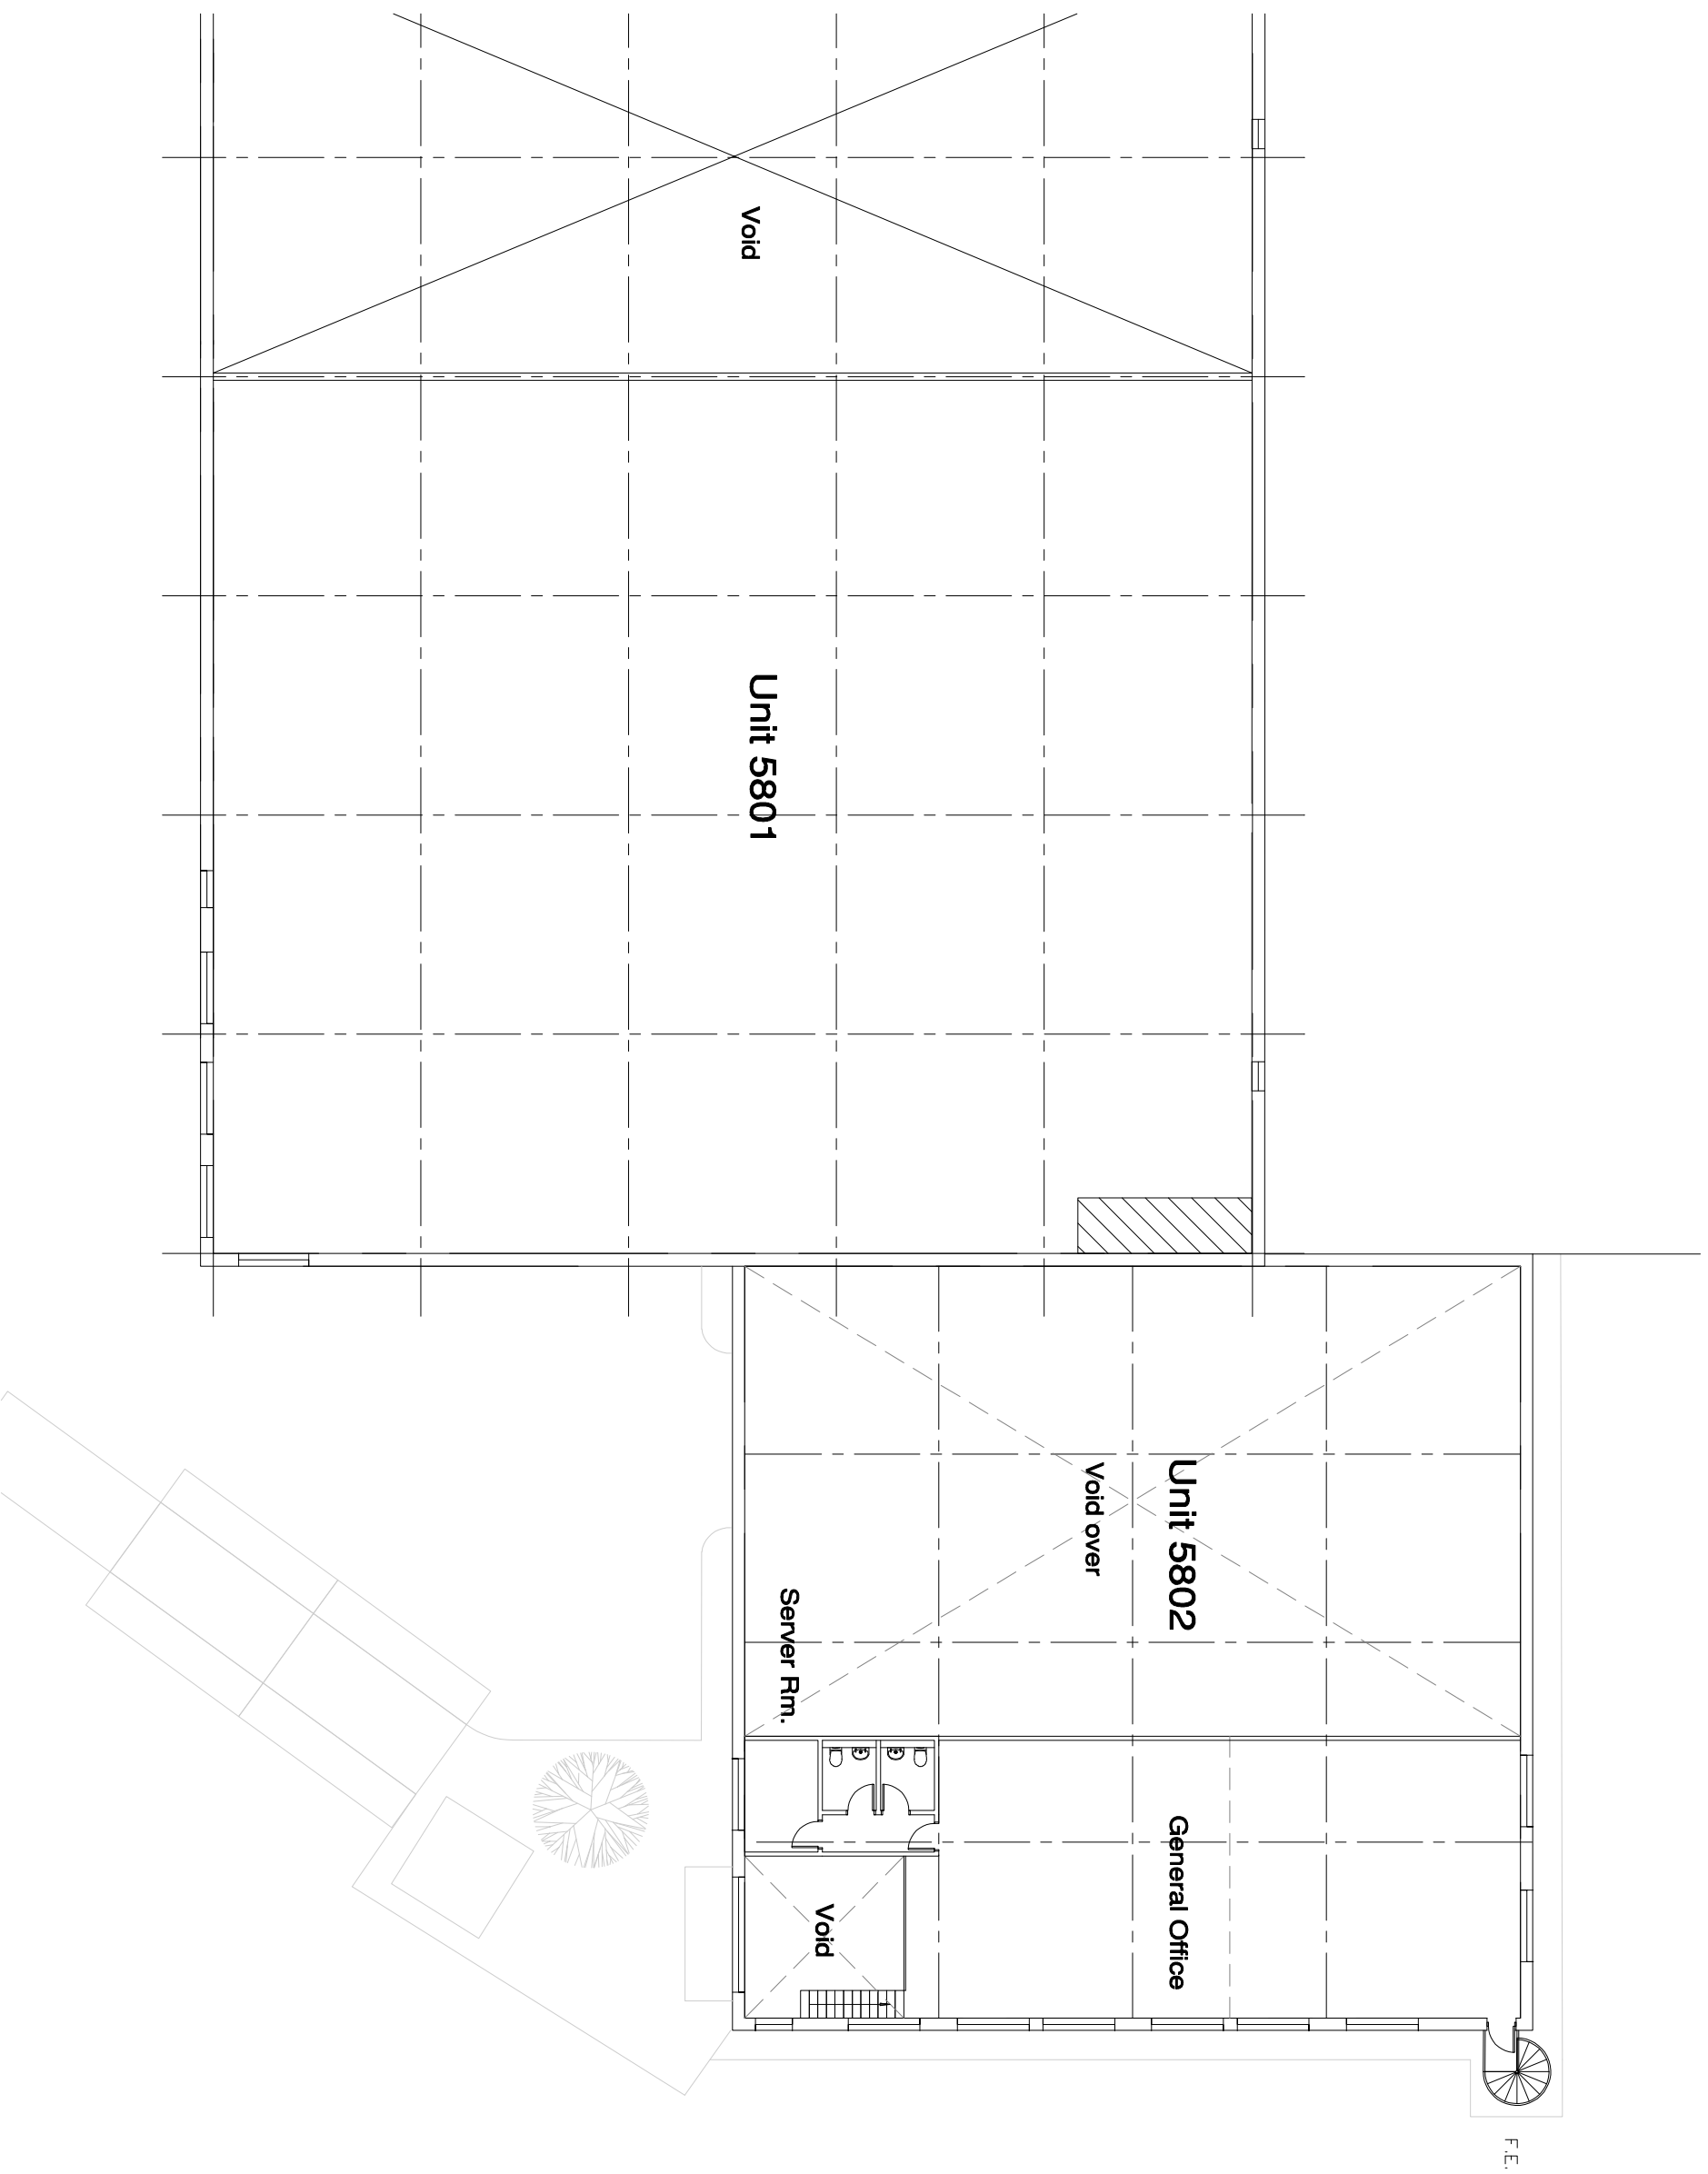 Void
Unit 5801
Unit 5802
Void over
Server Rm.
General Office
Void
F.E.